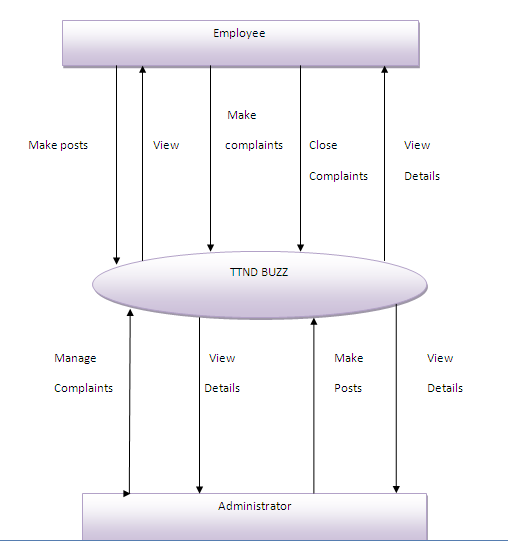 Employee
Make posts
View
Make
complaints
Close
Complaints
View
Details
TTND BUZZ
Manage
Complaints
View
Details
Make
Posts
View
Details
Administrator